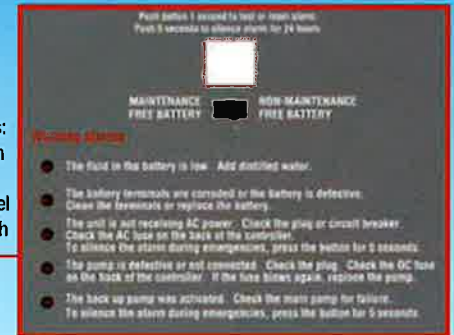 Push button 1 second to test or reset alarm.
Push 5 seconds to silence alarm for 24 hours
MAINTENANCE
FREE BATTERY
NON-MAINTENANCE
FREE BATTERY
Warning Alarms
The fluid in the battery is low. Add distilled water.
The battery terminals are corroded or the battery is defective.
Clean the terminals or replace the battery.
The unit is not receiving AC power. Check the plug or circuit breaker.
Check the AC fuse on the back of the controller.
To silence the alarm during emergencies, press the button for 5 seconds.
The pump is defective or not connected. Check the plug. Check the DC fuse
on the back of the controller. If the fuse blows again, replace the pump.
The back up pump was activated. Check the main pump for failure.
To silence the alarm during emergencies, press the button for 5 seconds.